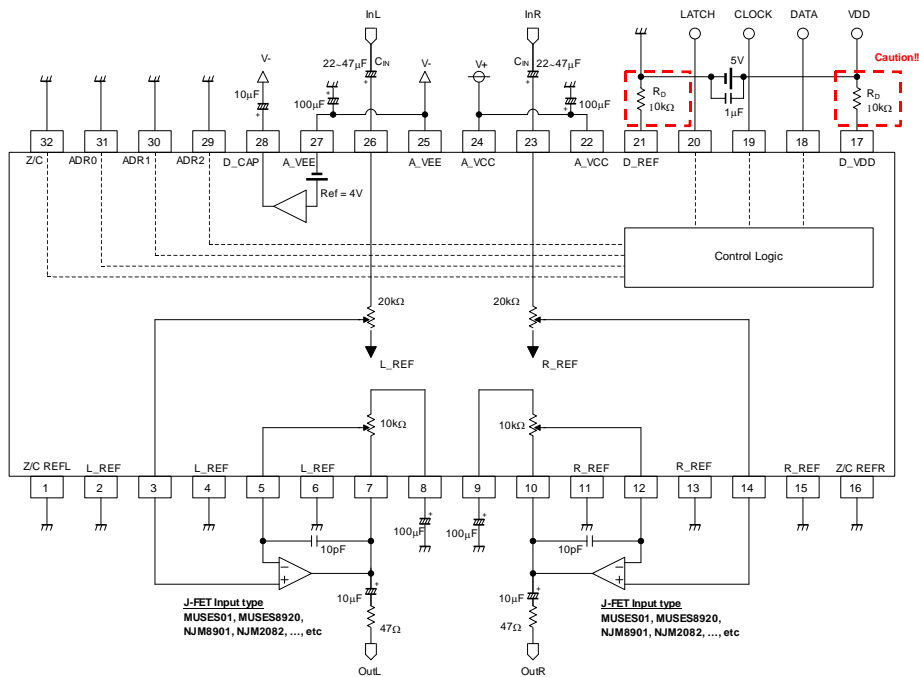 InL InR LATCH CLOCK DATA VDD
Caution!!
V- 22~47µF CIN V- V+ CIN 22~47µF 5V
10µF 100µF 100µF RD 10kΩ 1µF RD 10kΩ
32 31 30 29 28 27 26 25 24 23 22 21 20 19 18 17
Z/C ADR0 ADR1 ADR2 D_CAP A_VEE A_VEE A_VCC A_VCC D_REF D_VDD
Ref = 4V
Control Logic
20kΩ 20kΩ
L_REF R_REF
10kΩ 10kΩ
Z/C REFL L_REF L_REF L_REF R_REF R_REF R_REF Z/C REFR
1 2 3 4 5 6 7 8 9 10 11 12 13 14 15 16
100µF 100µF
10pF 10pF
− + − +
J-FET Input type
MUSES01, MUSES8920,
NJM8901, NJM2082, ..., etc
10µF
47Ω
OutL
10µF
47Ω
OutR
J-FET Input type
MUSES01, MUSES8920,
NJM8901, NJM2082, ..., etc